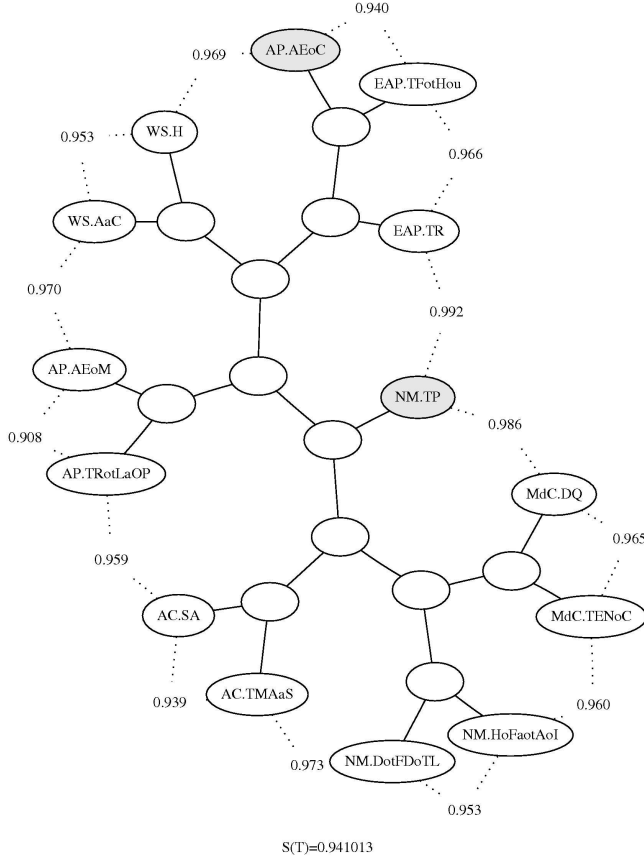 0.940
AP.AEoC
0.969
EAP.TFotHou
WS.H
0.953
0.966
WS.AaC
EAP.TR
0.970
0.992
AP.AEoM
NM.TP
0.986
0.908
AP.TRotLaOP
MdC.DQ
0.965
0.959
AC.SA
MdC.TENoC
0.939
AC.TMAaS
0.960
NM.HoFaotAoI
0.973
NM.DotFDoTL
0.953
S(T)=0.941013